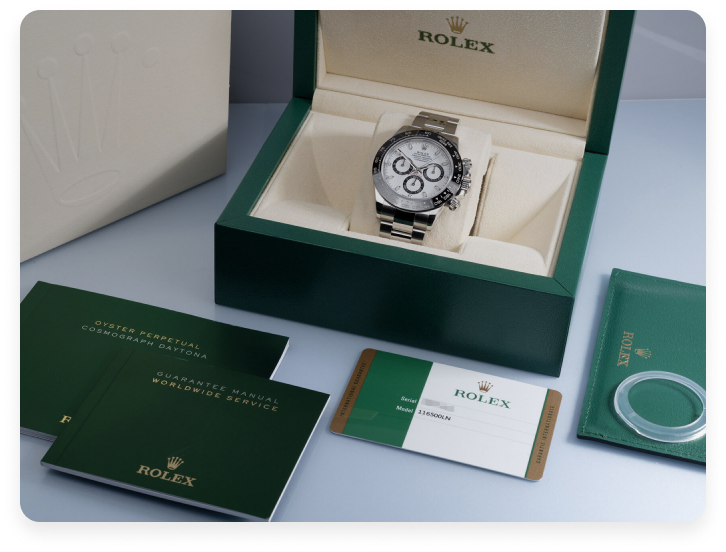 ROLEX
OYSTER PERPETUAL
COSMOGRAPH DAYTONA
GUARANTEE MANUAL
WORLDWIDE SERVICE
ROLEX
ROLEX
Serial
Model 116500LN
ROLEX